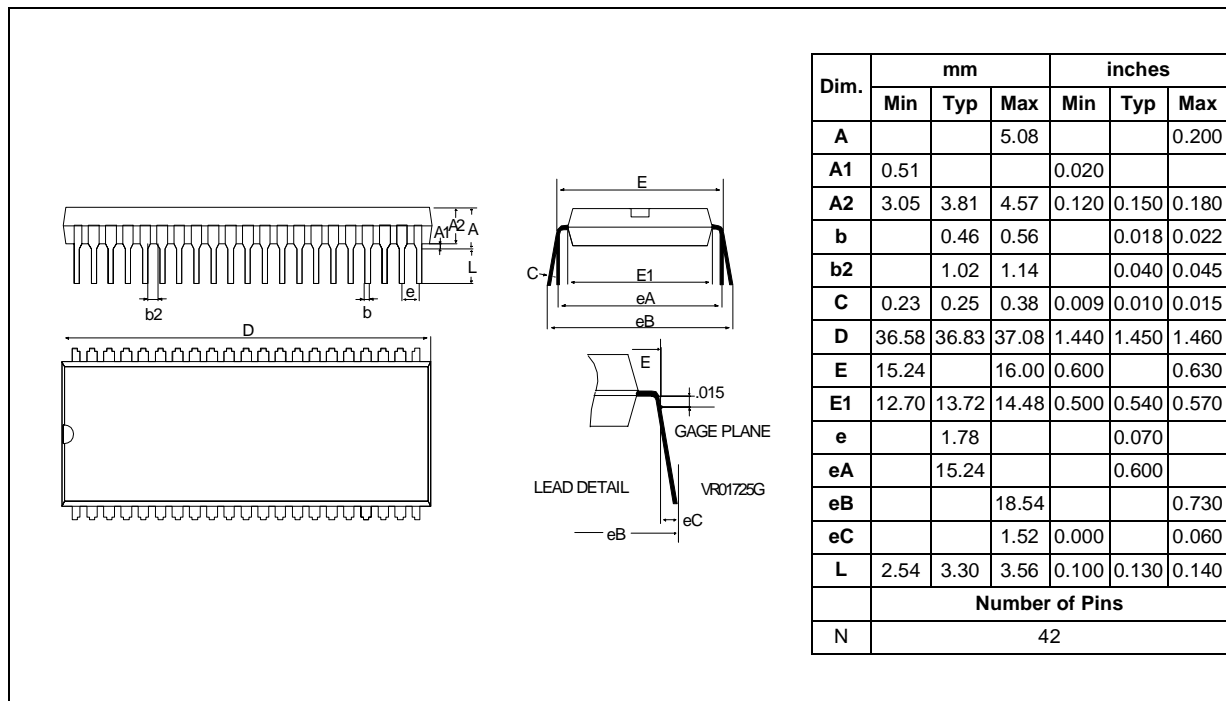 A1
A2
A
L
b2
b
e
D
E
C
E1
eA
eB
E
.015
GAGE PLANE
LEAD DETAIL
VR01725G
eC
eB
Dim. mm inches
Min Typ Max Min Typ Max
A 5.08 0.200
A1 0.51 0.020
A2 3.05 3.81 4.57 0.120 0.150 0.180
b 0.46 0.56 0.018 0.022
b2 1.02 1.14 0.040 0.045
C 0.23 0.25 0.38 0.009 0.010 0.015
D 36.58 36.83 37.08 1.440 1.450 1.460
E 15.24 16.00 0.600 0.630
E1 12.70 13.72 14.48 0.500 0.540 0.570
e 1.78 0.070
eA 15.24 0.600
eB 18.54 0.730
eC 1.52 0.000 0.060
L 2.54 3.30 3.56 0.100 0.130 0.140
Number of Pins
N 42